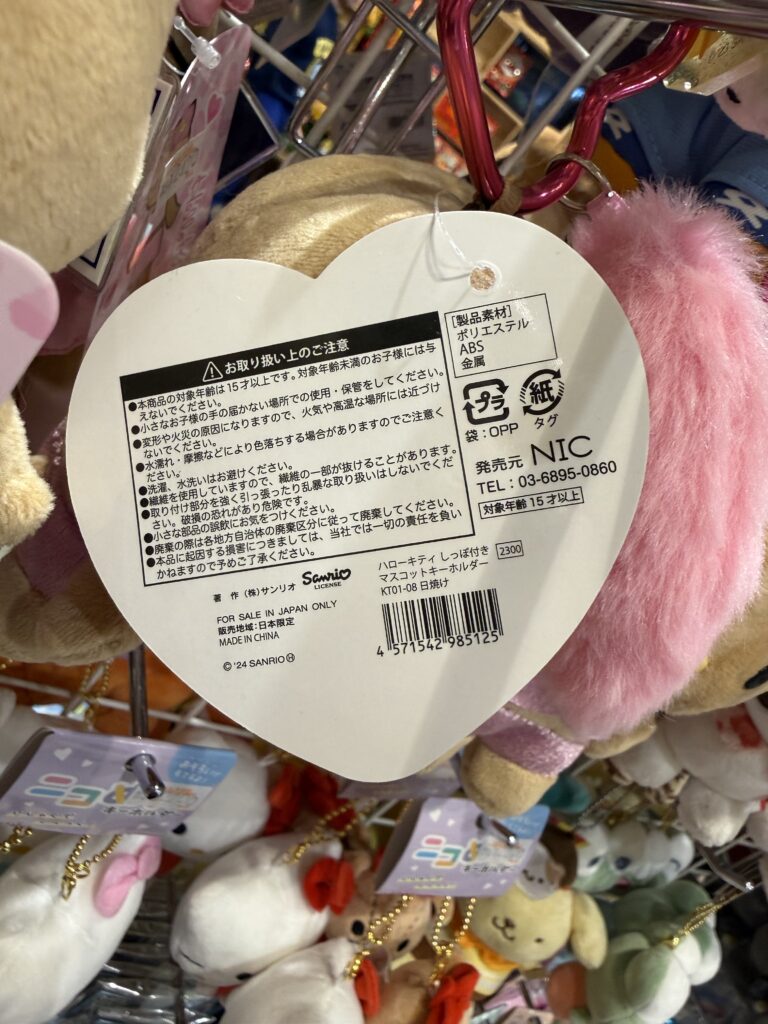 お取り扱い上のご注意
●本商品の対象年齢は15才以上です。対象年齢未満のお子様には与
えないでください。
●小さなお子様の手の届かない場所での使用・保管をしてください。
●変形や火災の原因になりますので、火気や高温な場所には近づけ
ないでください。
●水濡れ・摩擦などにより色落ちする場合がありますのでご注意く
ださい。
●洗濯、水洗いはお避けください。
●繊維を使用していますので、繊維の一部が抜けることがあります。
●取り付け部分を強く引っ張ったり乱暴な取り扱いはしないでくだ
さい。破損の恐れがあり危険です。
●小さな部品の誤飲にお気をつけください。
●廃棄の際は各地方自治体の廃棄区分に従って廃棄してください。
●本品に起因する損害につきましては、当社では一切の責任を負い
かねますので予めご了承ください。
[製品素材]
ポリエステル
ABS
金属
プラ 紙
袋:OPP タグ
発売元 NIC
TEL:03-6895-0860
対象年齢 15才以上
著 作 (株)サンリオ Sanrio LICENSE
FOR SALE IN JAPAN ONLY
販売地域:日本限定
MADE IN CHINA
©'24 SANRIO Ⓗ
ハローキティ しっぽ付き 2300
マスコットキーホルダー
KT01-08 日焼け
4 571542 985125